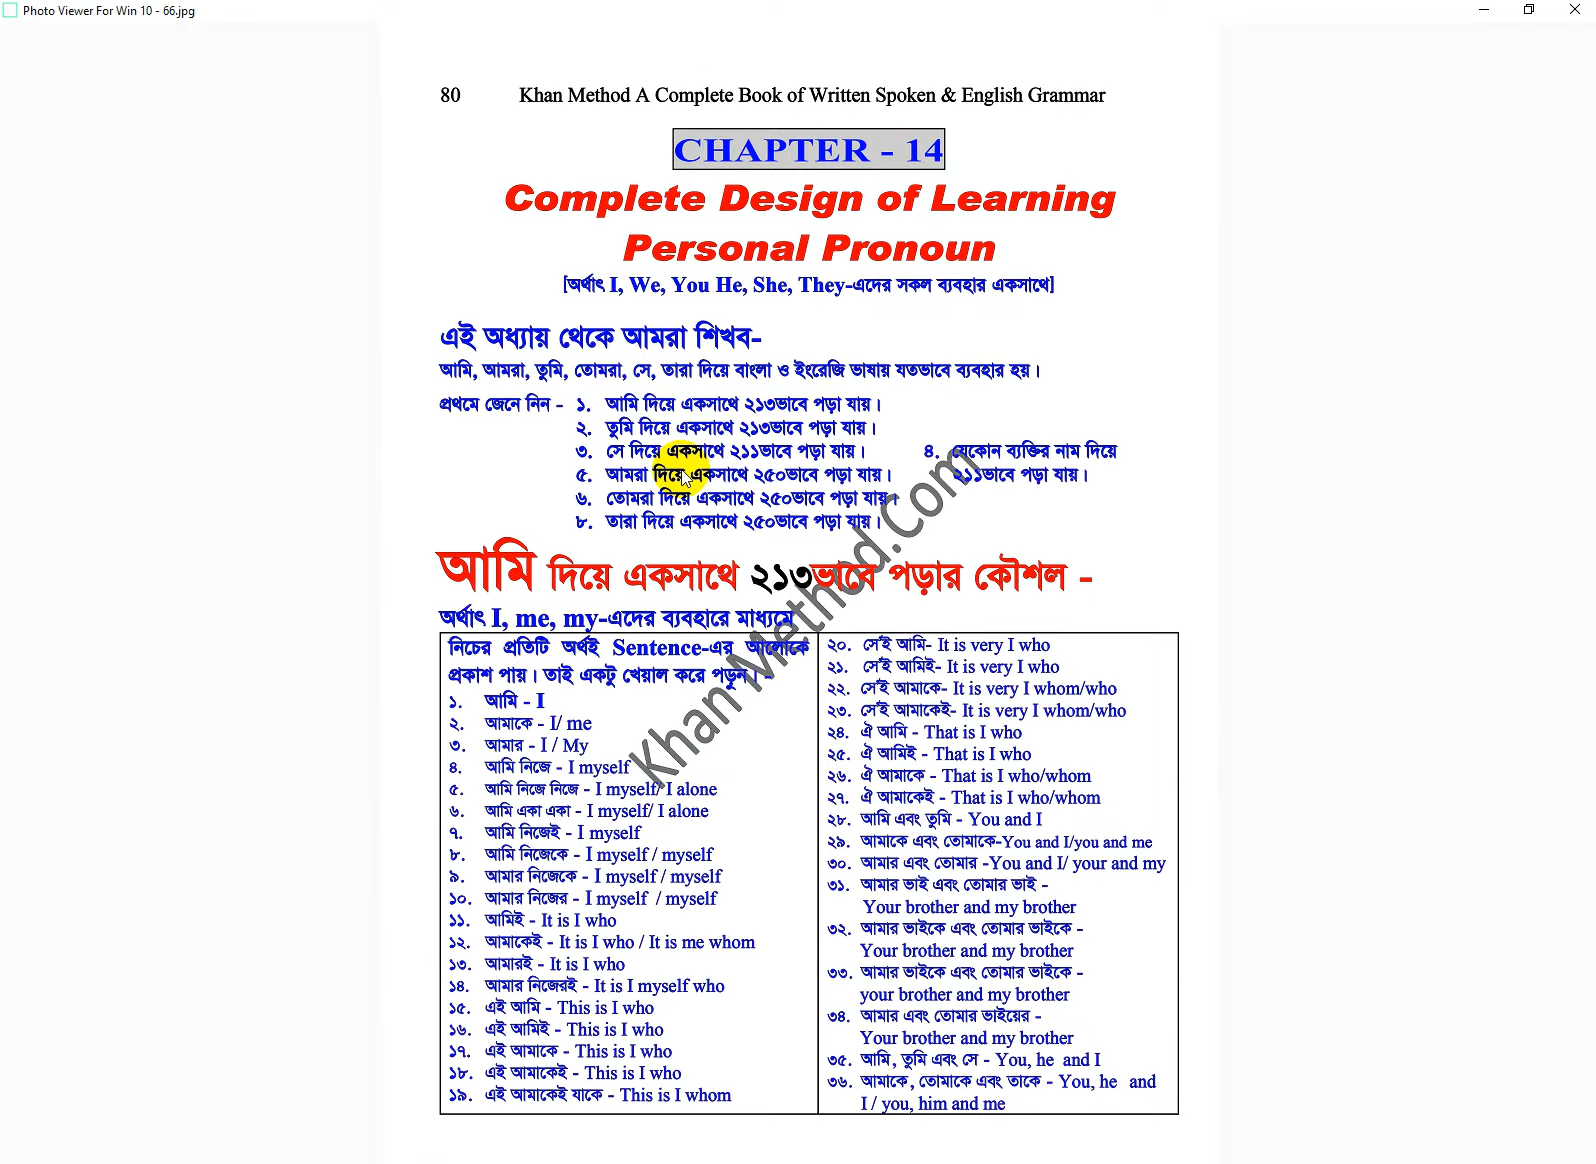 Photo Viewer For Win 10 - 66.jpg
80 Khan Method A Complete Book of Written Spoken & English Grammar
CHAPTER - 14
Complete Design of Learning
Personal Pronoun
[অর্থাৎ I, We, You He, She, They-এদের সকল ব্যবহার একসাথে]
এই অধ্যায় থেকে আমরা শিখব-
আমি, আমরা, তুমি, তোমরা, সে, তারা দিয়ে বাংলা ও ইংরেজি ভাষায় যতভাবে ব্যবহার হয়।
প্রথমে জেনে নিন - ১. আমি দিয়ে একসাথে ২১৩ভাবে পড়া যায়।
২. তুমি দিয়ে একসাথে ২১৩ভাবে পড়া যায়।
৩. সে দিয়ে একসাথে ২১১ভাবে পড়া যায়। ৪. যেকোন ব্যক্তির নাম দিয়ে
৫. আমরা দিয়ে একসাথে ২৫০ভাবে পড়া যায়। ২১১ভাবে পড়া যায়।
৬. তোমরা দিয়ে একসাথে ২৫০ভাবে পড়া যায়।
৮. তারা দিয়ে একসাথে ২৫০ভাবে পড়া যায়।
আমি দিয়ে একসাথে ২১৩ভাবে পড়ার কৌশল -
অর্থাৎ I, me, my-এদের ব্যবহারে মাধ্যমে
নিচের প্রতিটি অর্থই Sentence-এর আলোকে
প্রকাশ পায়। তাই একটু খেয়াল করে পড়ুন। -
১. আমি - I
২. আমাকে - I/ me
৩. আমার - I / My
৪. আমি নিজে - I myself
৫. আমি নিজে নিজে - I myself/ I alone
৬. আমি একা একা - I myself/ I alone
৭. আমি নিজেই - I myself
৮. আমি নিজেকে - I myself / myself
৯. আমার নিজেকে - I myself / myself
১০. আমার নিজের - I myself / myself
১১. আমিই - It is I who
১২. আমাকেই - It is I who / It is me whom
১৩. আমারই - It is I who
১৪. আমার নিজেরই - It is I myself who
১৫. এই আমি - This is I who
১৬. এই আমিই - This is I who
১৭. এই আমাকে - This is I who
১৮. এই আমাকেই - This is I who
১৯. এই আমাকেই যাকে - This is I whom
২০. সে'ই আমি- It is very I who
২১. সে'ই আমিই- It is very I who
২২. সে'ই আমাকে- It is very I whom/who
২৩. সে'ই আমাকেই- It is very I whom/who
২৪. ঐ আমি - That is I who
২৫. ঐ আমিই - That is I who
২৬. ঐ আমাকে - That is I who/whom
২৭. ঐ আমাকেই - That is I who/whom
২৮. আমি এবং তুমি - You and I
২৯. আমাকে এবং তোমাকে-You and I/you and me
৩০. আমার এবং তোমার -You and I/ your and my
৩১. আমার ভাই এবং তোমার ভাই -
Your brother and my brother
৩২. আমার ভাইকে এবং তোমার ভাইকে -
Your brother and my brother
৩৩. আমার ভাইকে এবং তোমার ভাইকে -
your brother and my brother
৩৪. আমার এবং তোমার ভাইয়ের -
Your brother and my brother
৩৫. আমি, তুমি এবং সে - You, he and I
৩৬. আমাকে, তোমাকে এবং তাকে - You, he and
I / you, him and me
Khan Method.Com